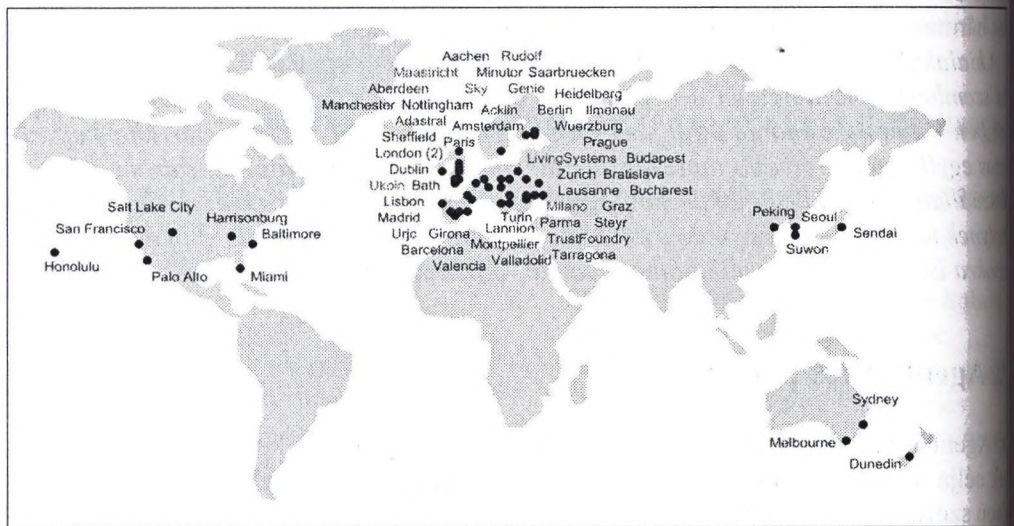 Aachen Rudolf
Maastricht Minutor Saarbruecken
Aberdeen Sky Genie Heidelberg
Manchester Nottingham Acklin Berlin Ilmenau
Adastral Amsterdam Wuerzburg
Sheffield Paris Prague
London (2) LivingSystems Budapest
Dublin Zurich Bratislava
Ukoln Bath Lausanne Bucharest
Lisbon Milano Graz
Madrid Turin Parma Steyr
Urjc Girona Lannion TrustFoundry
Barcelona Montpellier Tarragona
Valencia Valladolid
Salt Lake City
San Francisco Harrisonburg
Baltimore
Honolulu Palo Alto Miami
Peking Seoul
Sendai
Suwon
Sydney
Melbourne
Dunedin